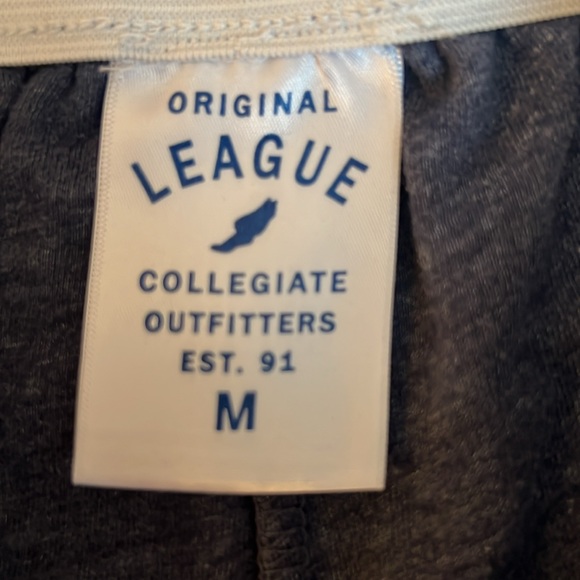 ORIGINAL
LEAGUE
COLLEGIATE
OUTFITTERS
EST. 91
M